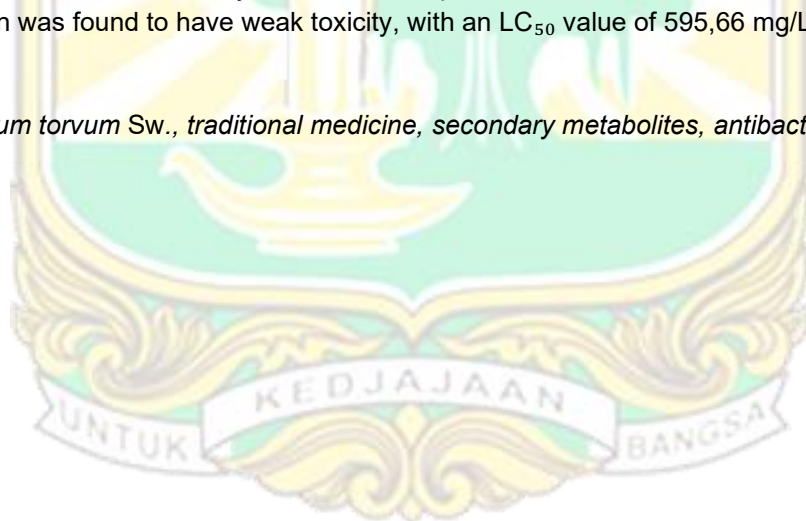 n was found to have weak toxicity, with an LC₅₀ value of 595,66 mg/L
um torvum Sw., traditional medicine, secondary metabolites, antibact
KEDJAJAAN
UNTUK BANGSA